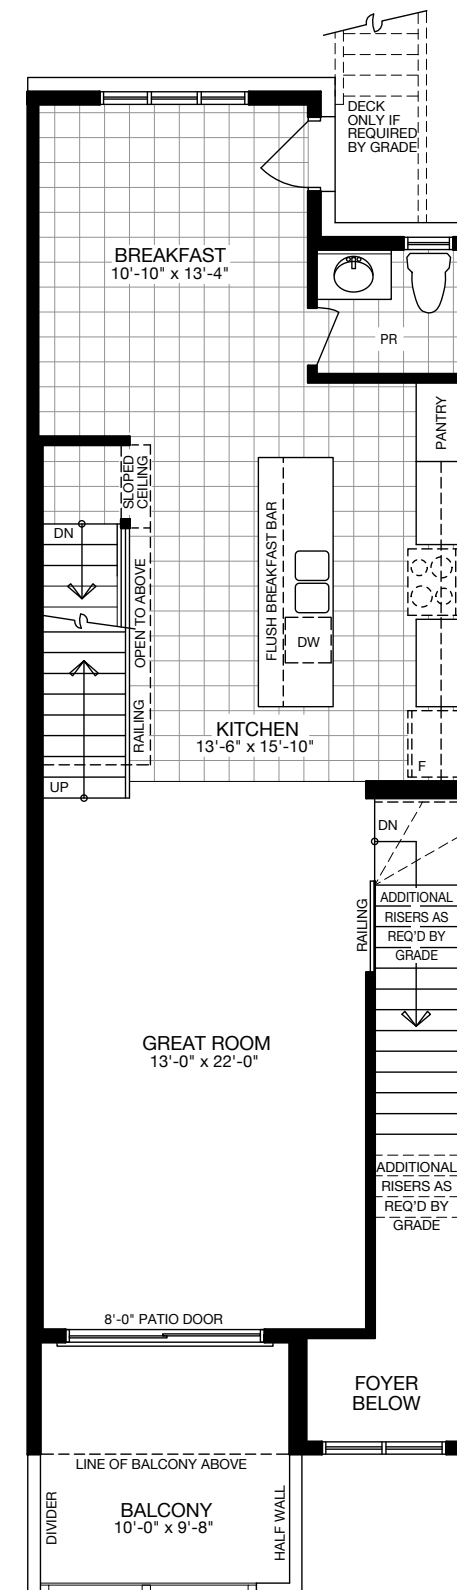 DECK
ONLY IF
REQUIRED
BY GRADE
BREAKFAST
10'-10" x 13'-4"
PR
PANTRY
SLOPED
CEILING
DN
FLUSH BREAKFAST BAR
OPEN TO ABOVE
DW
RAILING
KITCHEN
13'-6" x 15'-10"
F
UP
DN
ADDITIONAL
RISERS AS
REQ'D BY
GRADE
RAILING
GREAT ROOM
13'-0" x 22'-0"
ADDITIONAL
RISERS AS
REQ'D BY
GRADE
8'-0" PATIO DOOR
FOYER
BELOW
LINE OF BALCONY ABOVE
DIVIDER
BALCONY
10'-0" x 9'-8"
HALF WALL